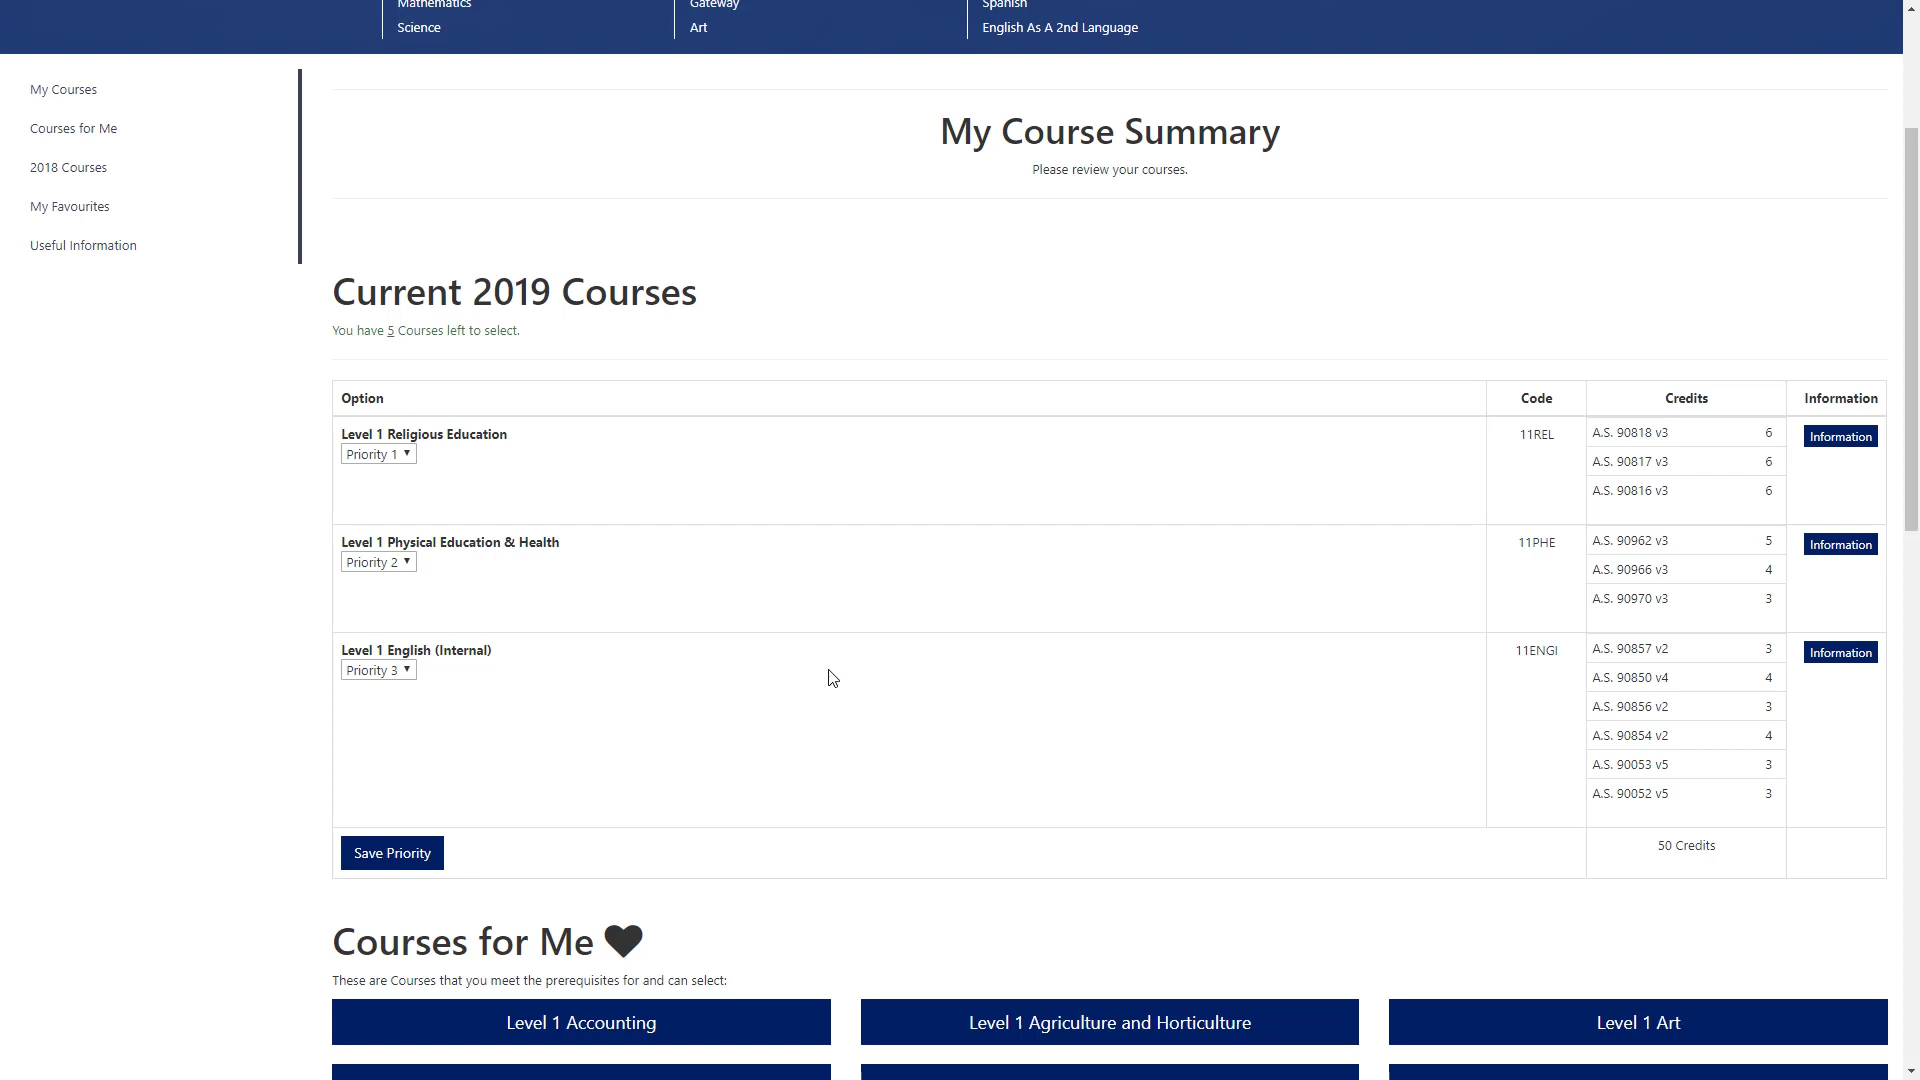 Mathematics
Gateway
Spanish
Science
Art
English As A 2nd Language
My Courses
Courses for Me
2018 Courses
My Favourites
Useful Information
My Course Summary
Please review your courses.
Current 2019 Courses
You have 5 Courses left to select.
Option Code Credits Information
Level 1 Religious Education 11REL A.S. 90818 v3 6 Information
Priority 1
A.S. 90817 v3 6
A.S. 90816 v3 6
Level 1 Physical Education & Health 11PHE A.S. 90962 v3 5 Information
Priority 2
A.S. 90966 v3 4
A.S. 90970 v3 3
Level 1 English (Internal) 11ENGI A.S. 90857 v2 3 Information
Priority 3
A.S. 90850 v4 4
A.S. 90856 v2 3
A.S. 90854 v2 4
A.S. 90053 v5 3
A.S. 90052 v5 3
Save Priority 50 Credits
Courses for Me
These are Courses that you meet the prerequisites for and can select:
Level 1 Accounting
Level 1 Agriculture and Horticulture
Level 1 Art